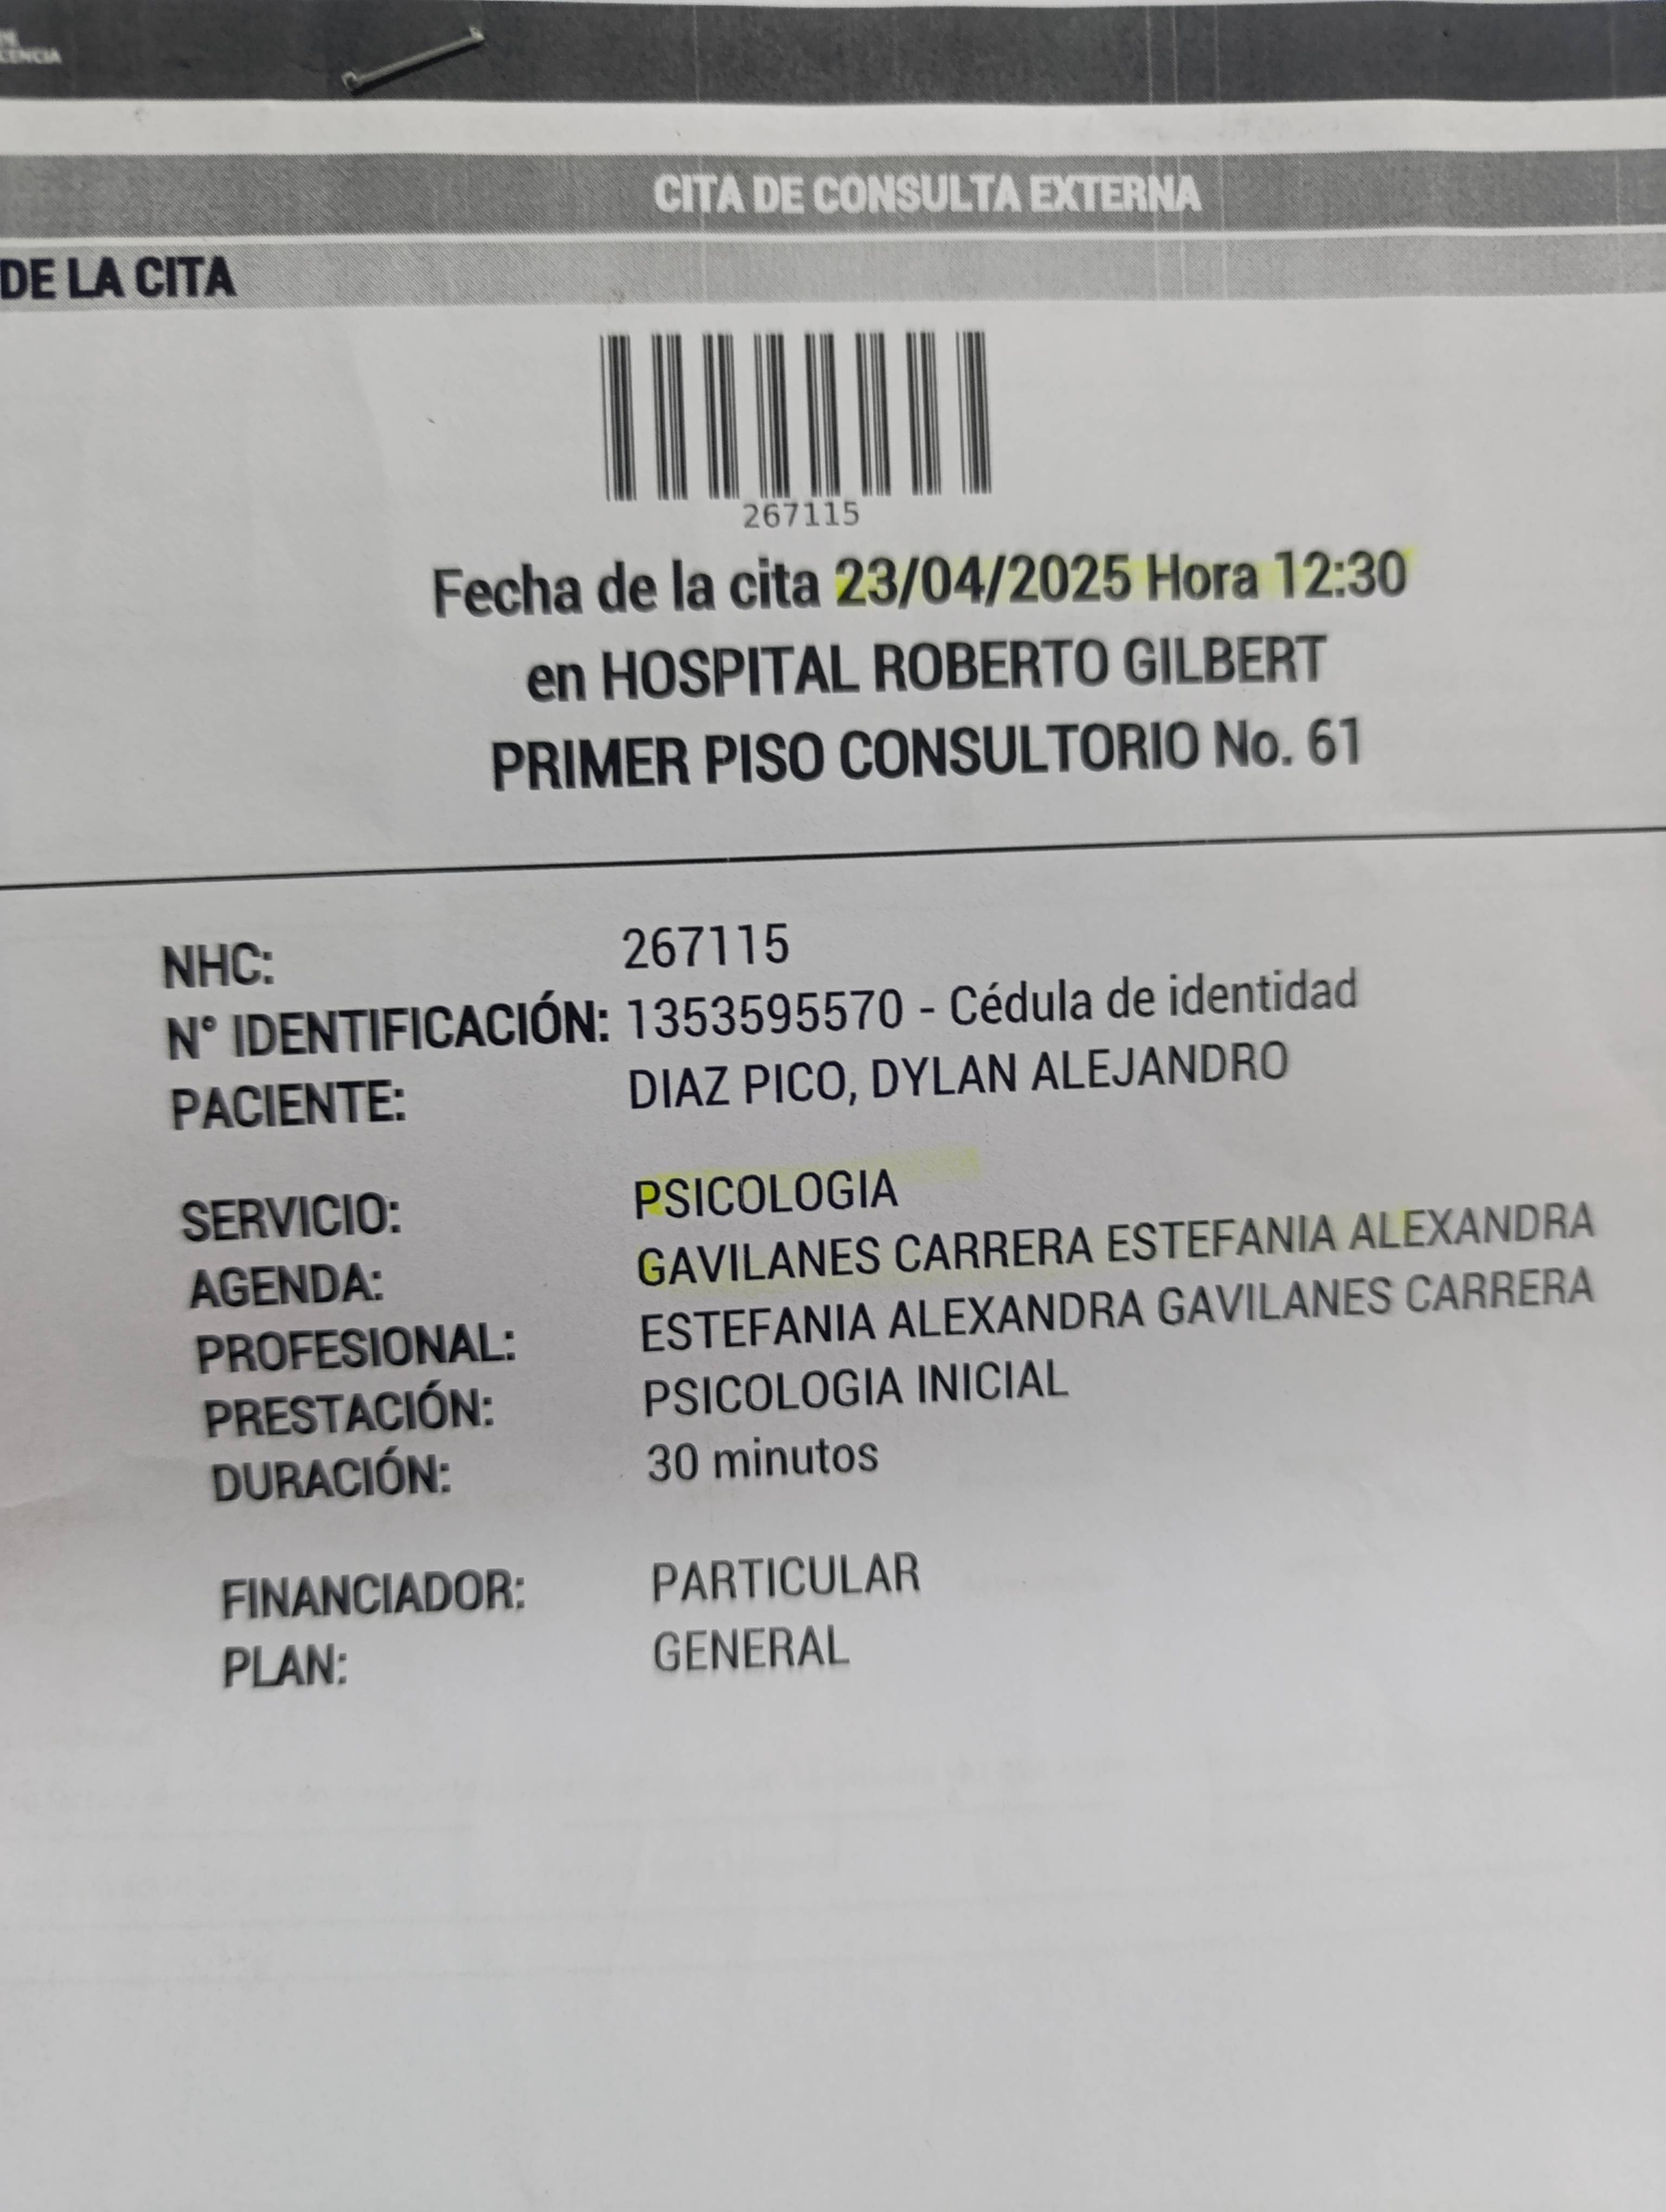 CITA DE CONSULTA EXTERNA
DE LA CITA
267115
Fecha de la cita 23/04/2025 Hora 12:30
en HOSPITAL ROBERTO GILBERT
PRIMER PISO CONSULTORIO No. 61
NHC: 267115
N° IDENTIFICACIÓN: 1353595570 - Cédula de identidad
PACIENTE: DIAZ PICO, DYLAN ALEJANDRO
SERVICIO: PSICOLOGIA
AGENDA: GAVILANES CARRERA ESTEFANIA ALEXANDRA
PROFESIONAL: ESTEFANIA ALEXANDRA GAVILANES CARRERA
PRESTACIÓN: PSICOLOGIA INICIAL
DURACIÓN: 30 minutos
FINANCIADOR: PARTICULAR
PLAN: GENERAL